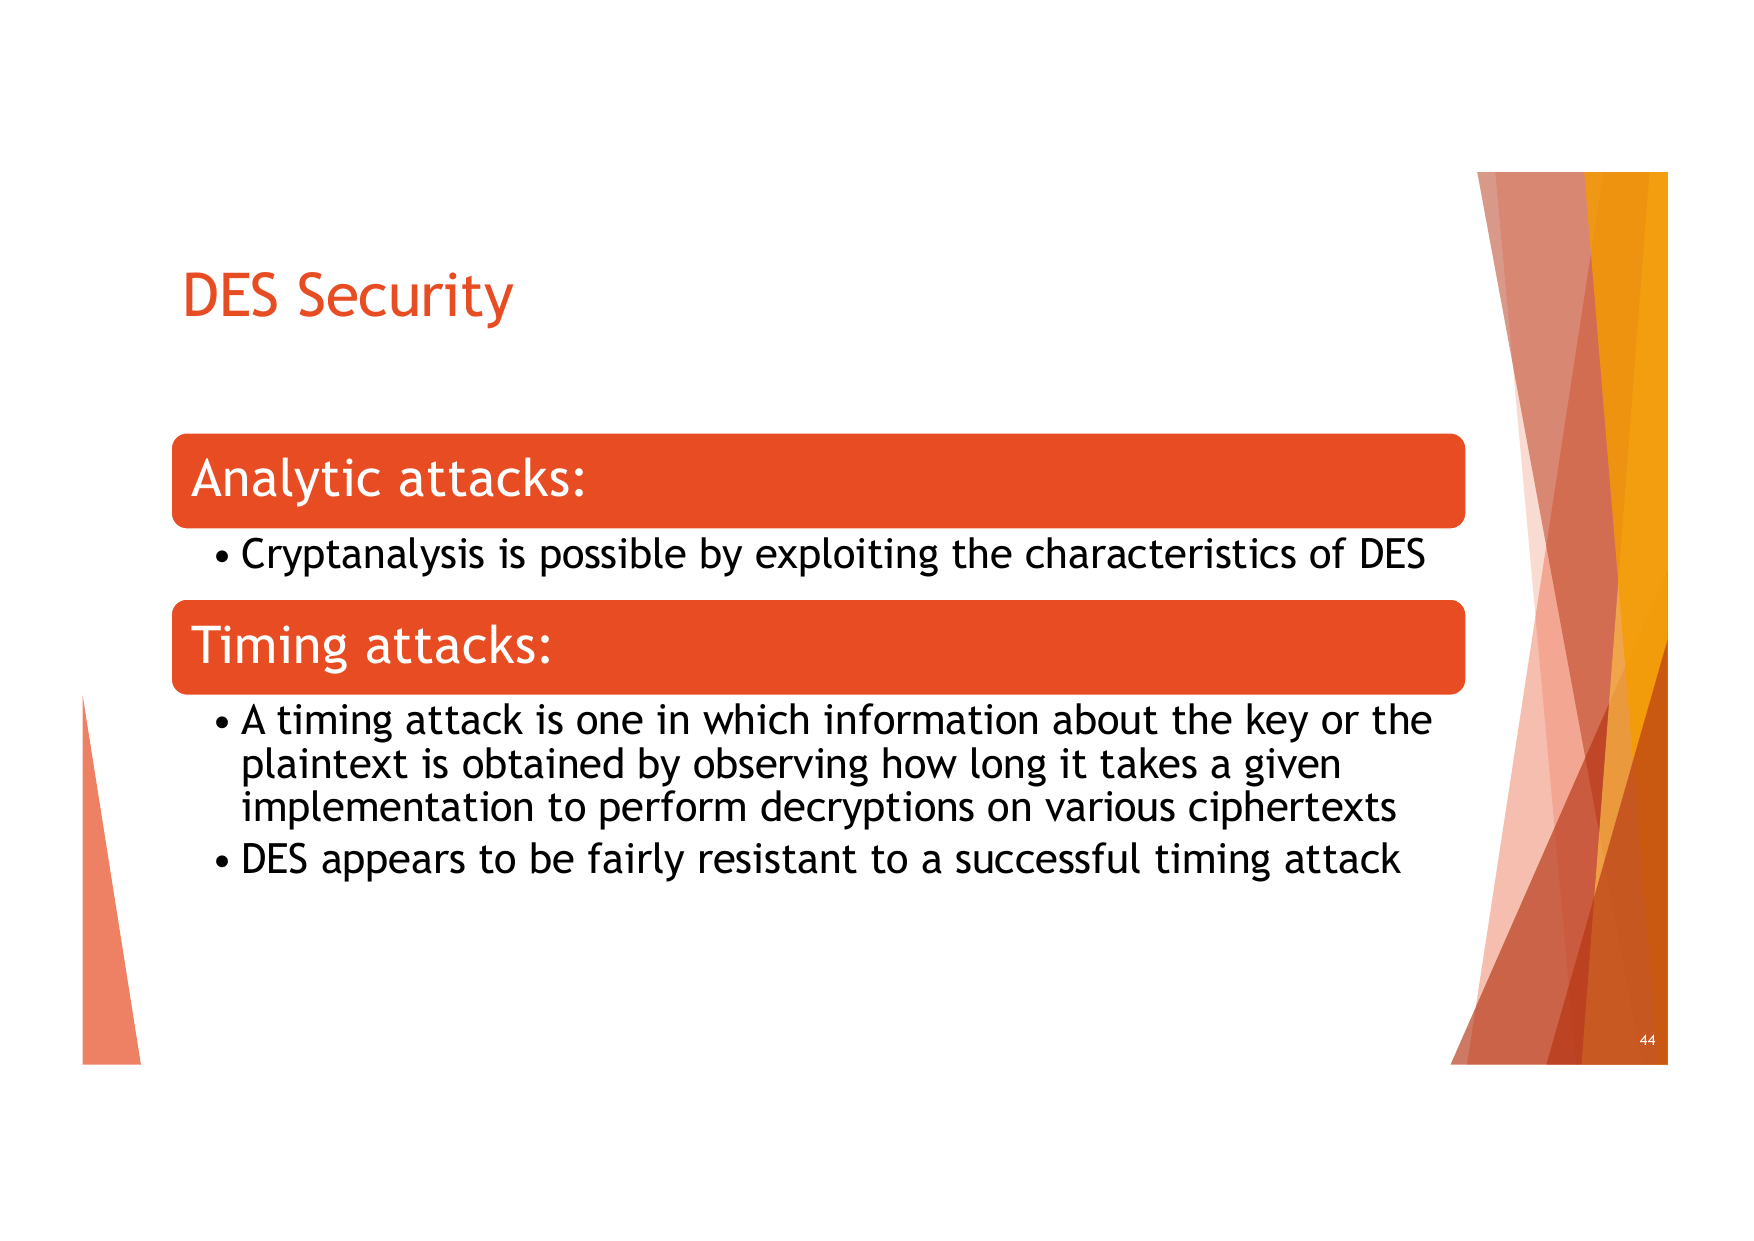 DES Security
Analytic attacks:
• Cryptanalysis is possible by exploiting the characteristics of DES
Timing attacks:
• A timing attack is one in which information about the key or the
plaintext is obtained by observing how long it takes a given
implementation to perform decryptions on various ciphertexts
• DES appears to be fairly resistant to a successful timing attack
44